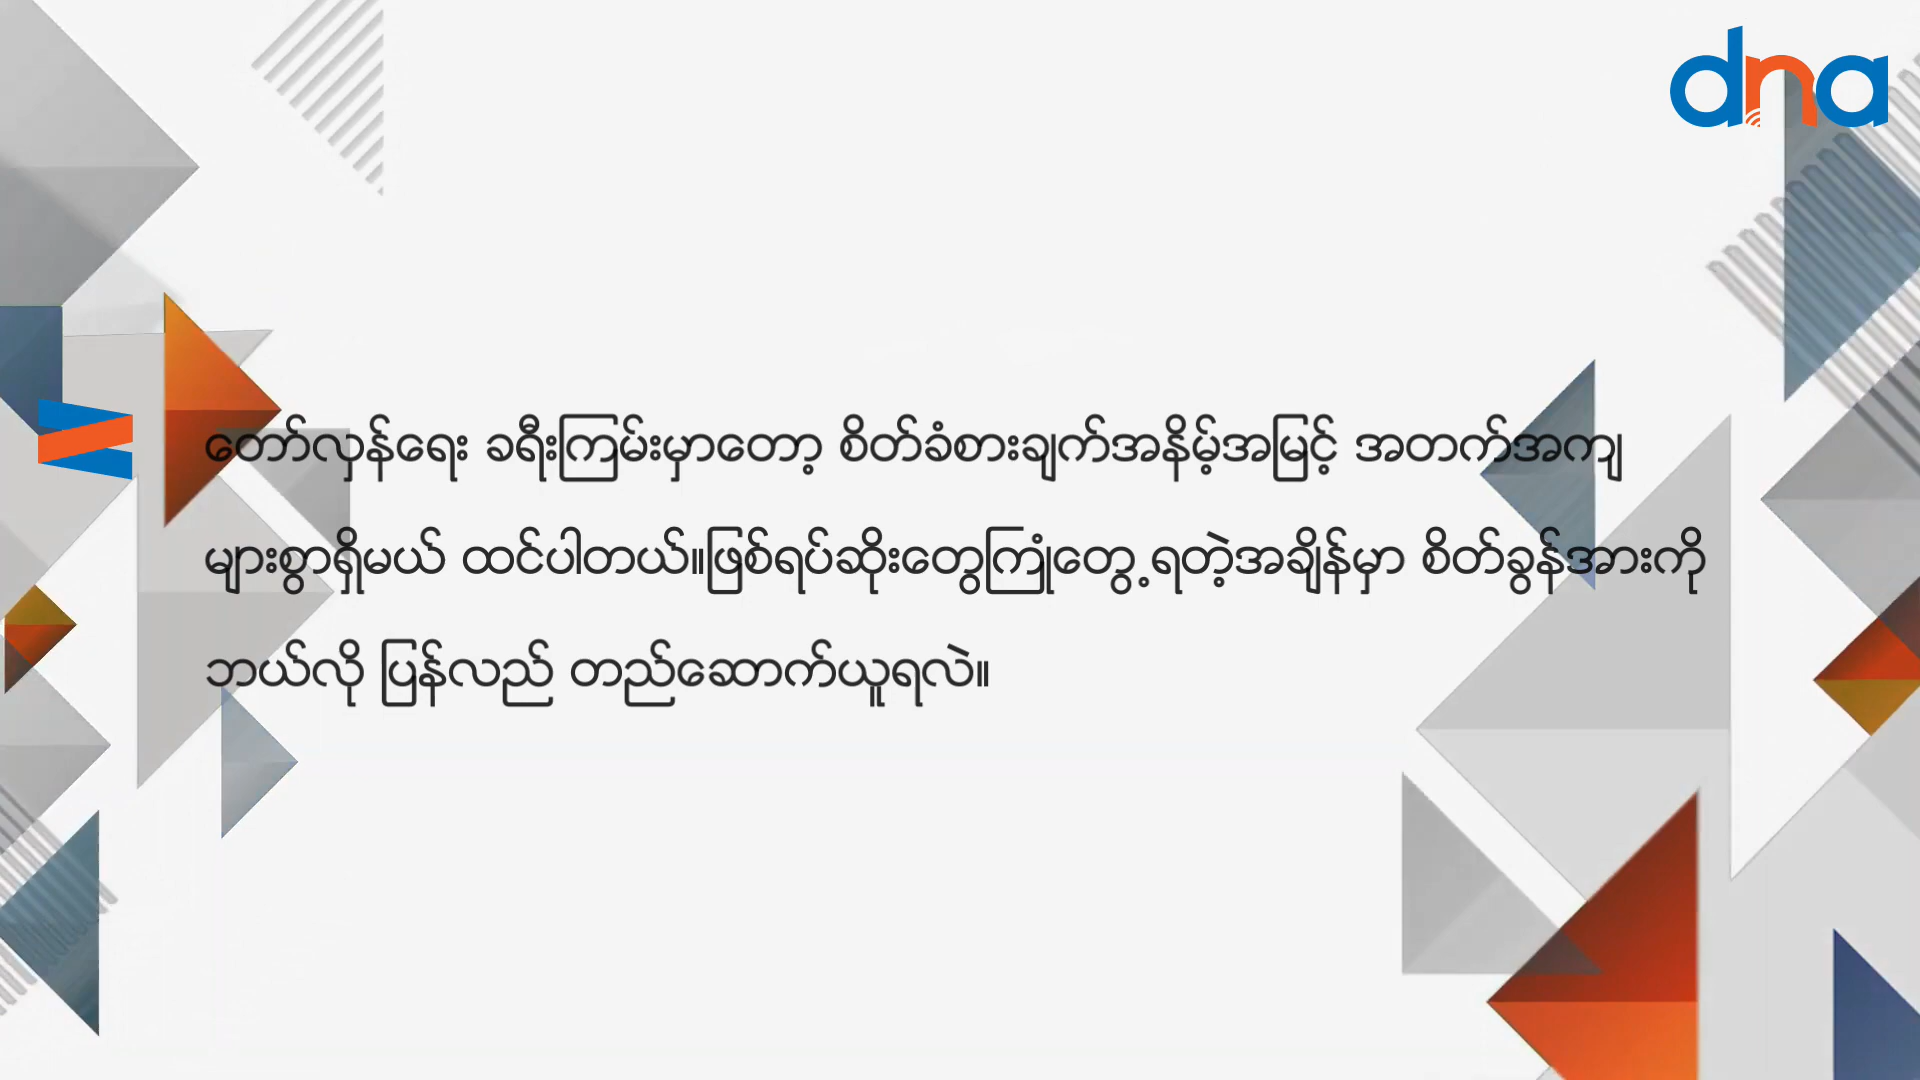 dna
တော်လှန်ရေး ခရီးကြမ်းမှာတော့ စိတ်ခံစားချက်အနိမ့်အမြင့် အတက်အကျ
များစွာရှိမယ် ထင်ပါတယ်။ဖြစ်ရပ်ဆိုးတွေကြုံတွေ့ရတဲ့အချိန်မှာ စိတ်ခွန်အားကို
ဘယ်လို ပြန်လည် တည်ဆောက်ယူရလဲ။